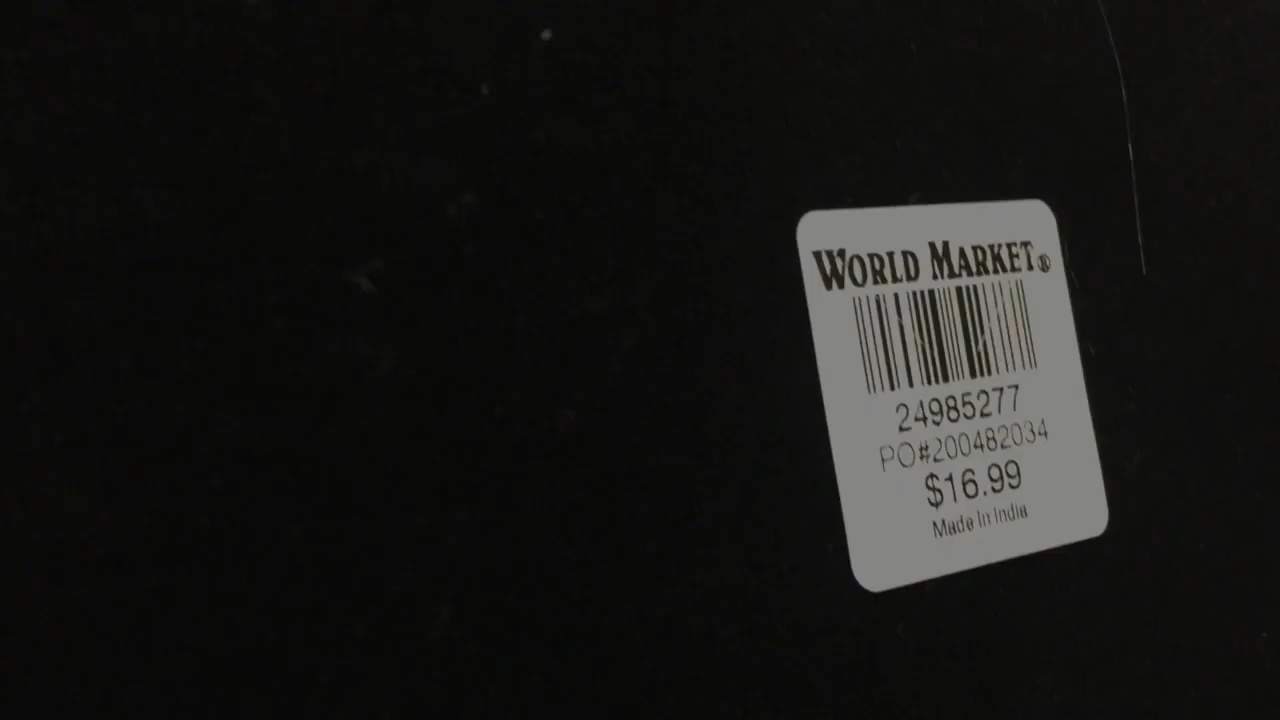 WORLD MARKET®
24985277
PO#200482034
$16.99
Made In India